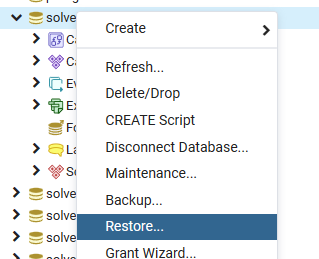 solve
Create
Refresh...
Delete/Drop
CREATE Script
Disconnect Database...
Maintenance...
Backup...
Restore...
Grant Wizard...
Ca
Ca
Ev
Ex
Fo
La
solve
solve
solve